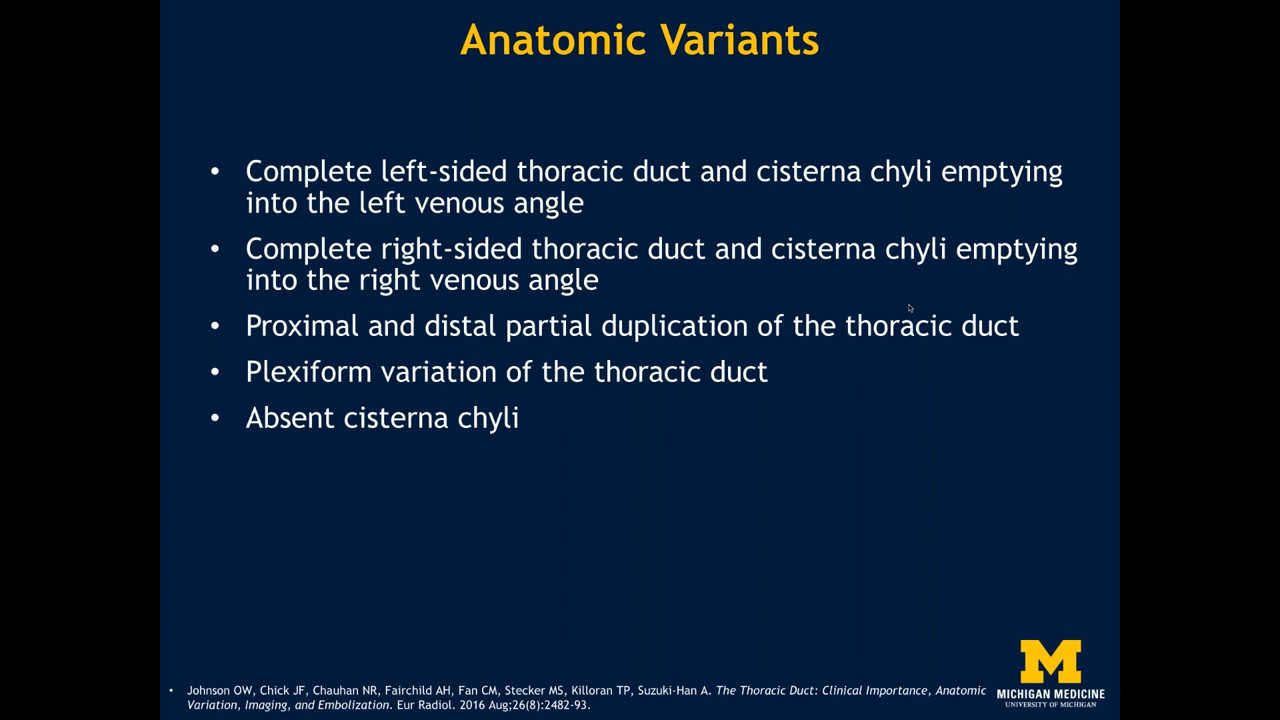 Anatomic Variants
• Complete left-sided thoracic duct and cisterna chyli emptying
into the left venous angle
• Complete right-sided thoracic duct and cisterna chyli emptying
into the right venous angle
• Proximal and distal partial duplication of the thoracic duct
• Plexiform variation of the thoracic duct
• Absent cisterna chyli
• Johnson OW, Chick JF, Chauhan NR, Fairchild AH, Fan CM, Stecker MS, Killoran TP, Suzuki-Han A. The Thoracic Duct: Clinical Importance, Anatomic
Variation, Imaging, and Embolization. Eur Radiol. 2016 Aug;26(8):2482-93.
M
MICHIGAN MEDICINE
UNIVERSITY OF MICHIGAN